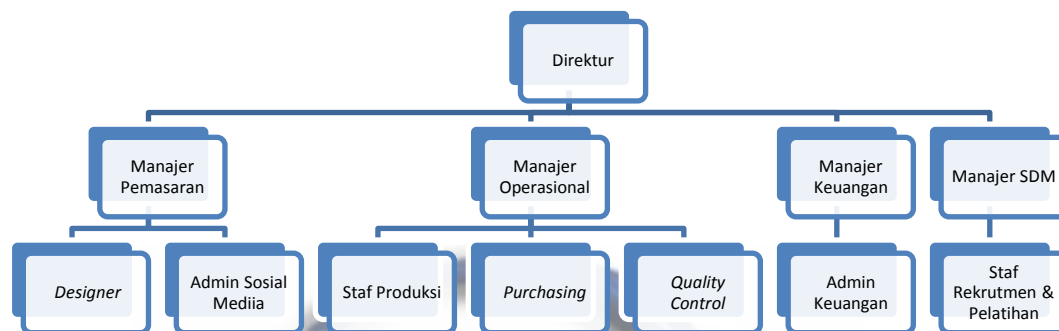 Direktur
Manajer
Pemasaran
Manajer
Operasional
Manajer
Keuangan
Manajer SDM
Designer
Admin Sosial
Mediia
Staf Produksi
Purchasing
Quality
Control
Admin
Keuangan
Staf
Rekrutmen &
Pelatihan